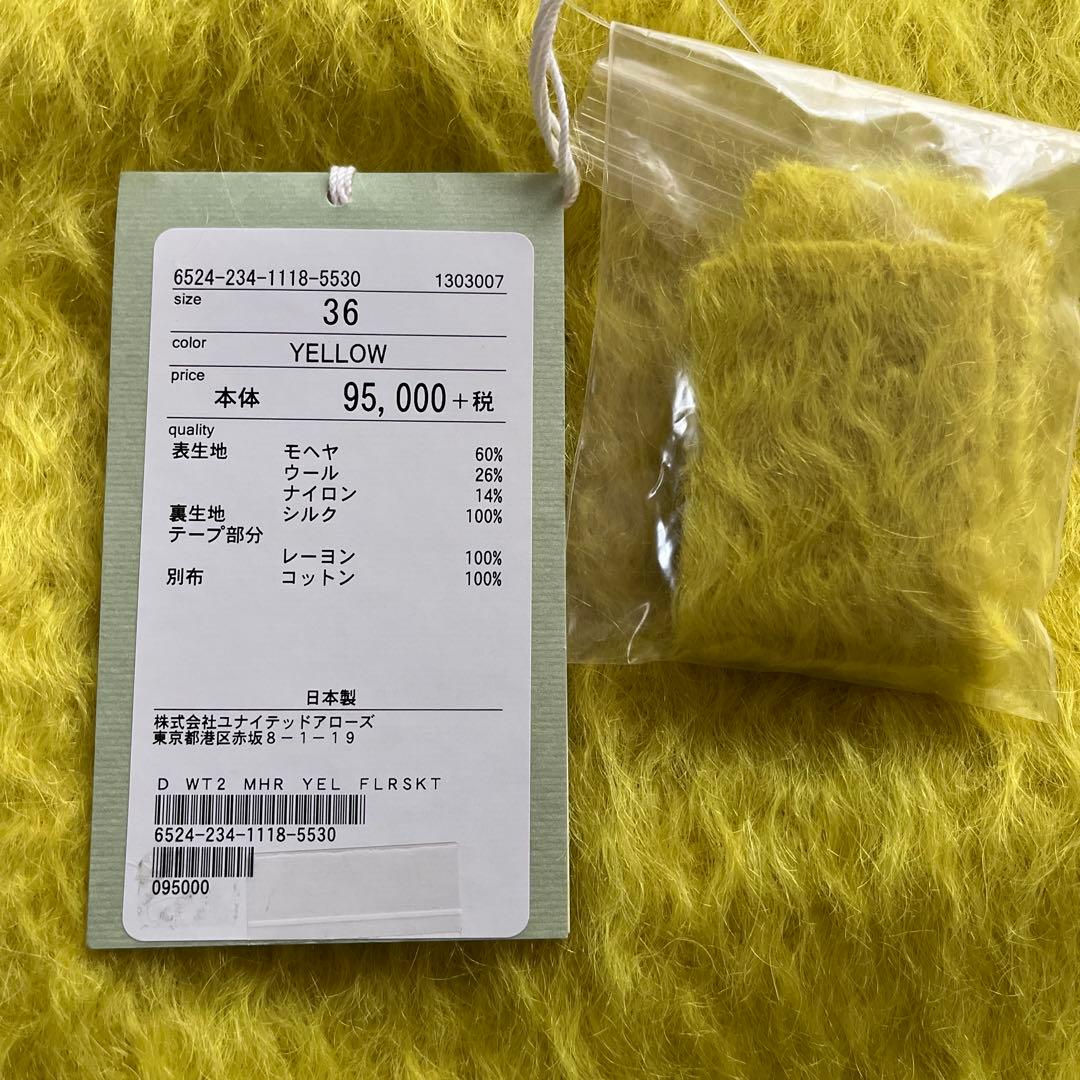 6524-234-1118-5530 1303007
size 36
color YELLOW
price
本体 95,000+税
quality
表生地 モヘヤ 60%
ウール 26%
ナイロン 14%
裏生地 シルク 100%
テープ部分
レーヨン 100%
別布 コットン 100%
日本製
株式会社ユナイテッドアローズ
東京都港区赤坂8-1-19
D WT2 MHR YEL FLRSKT
6524-234-1118-5530
095000